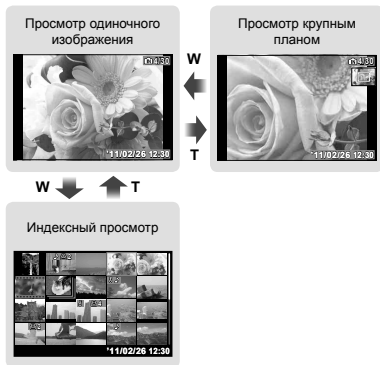 Просмотр одиночного
изображения
4/30
'11/02/26 12:30
W
T
Просмотр крупным
планом
4/30
'11/02/26 12:30
W
T
Индексный просмотр
'11/02/26 12:30